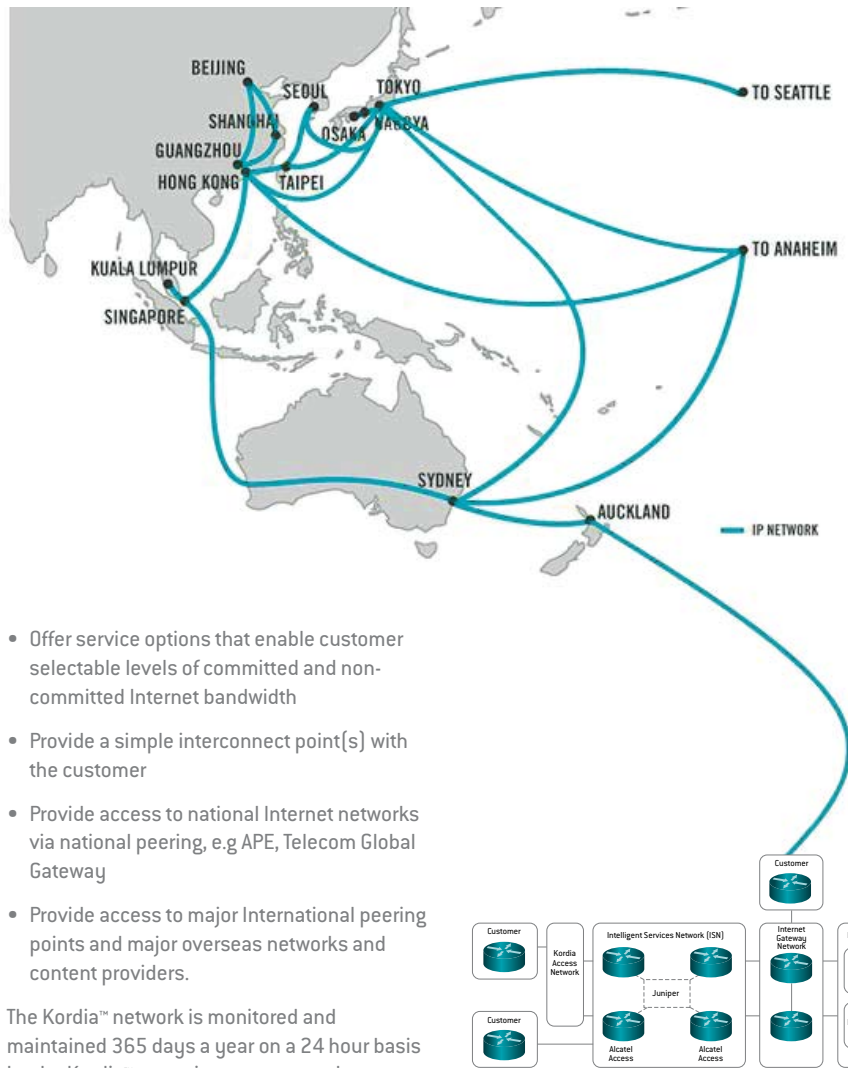 BEIJING
SEOUL
TOKYO
TO SEATTLE
SHANGHAI
OSAKA
NAGOYA
GUANGZHOU
HONG KONG
TAIPEI
TO ANAHEIM
KUALA LUMPUR
SINGAPORE
SYDNEY
AUCKLAND
IP NETWORK
• Offer service options that enable customer
selectable levels of committed and non-
committed Internet bandwidth
• Provide a simple interconnect point(s) with
the customer
• Provide access to national Internet networks
via national peering, e.g APE, Telecom Global
Gateway
• Provide access to major International peering
points and major overseas networks and
content providers.
The Kordia™ network is monitored and
maintained 365 days a year on a 24 hour basis
Customer
Customer
Kordia
Access
Network
Intelligent Services Network (ISN)
Internet
Gateway
Network
Juniper
Customer
Alcatel
Access
Alcatel
Access